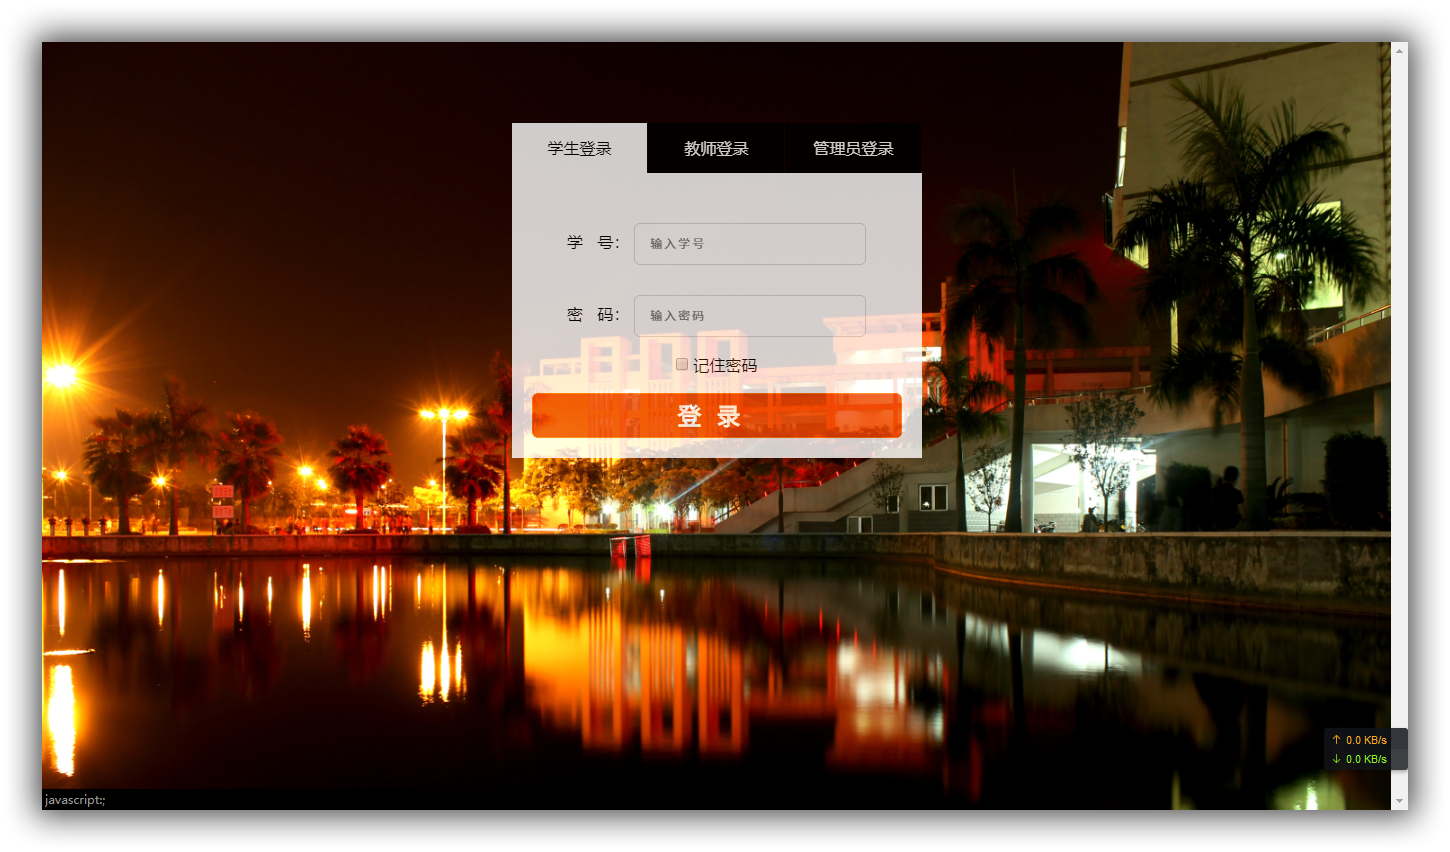 学生登录 教师登录 管理员登录
学 号： 输入学号
密 码： 输入密码
记住密码
登 录
↑ 0.0 KB/s
↓ 0.0 KB/s
javascript:;